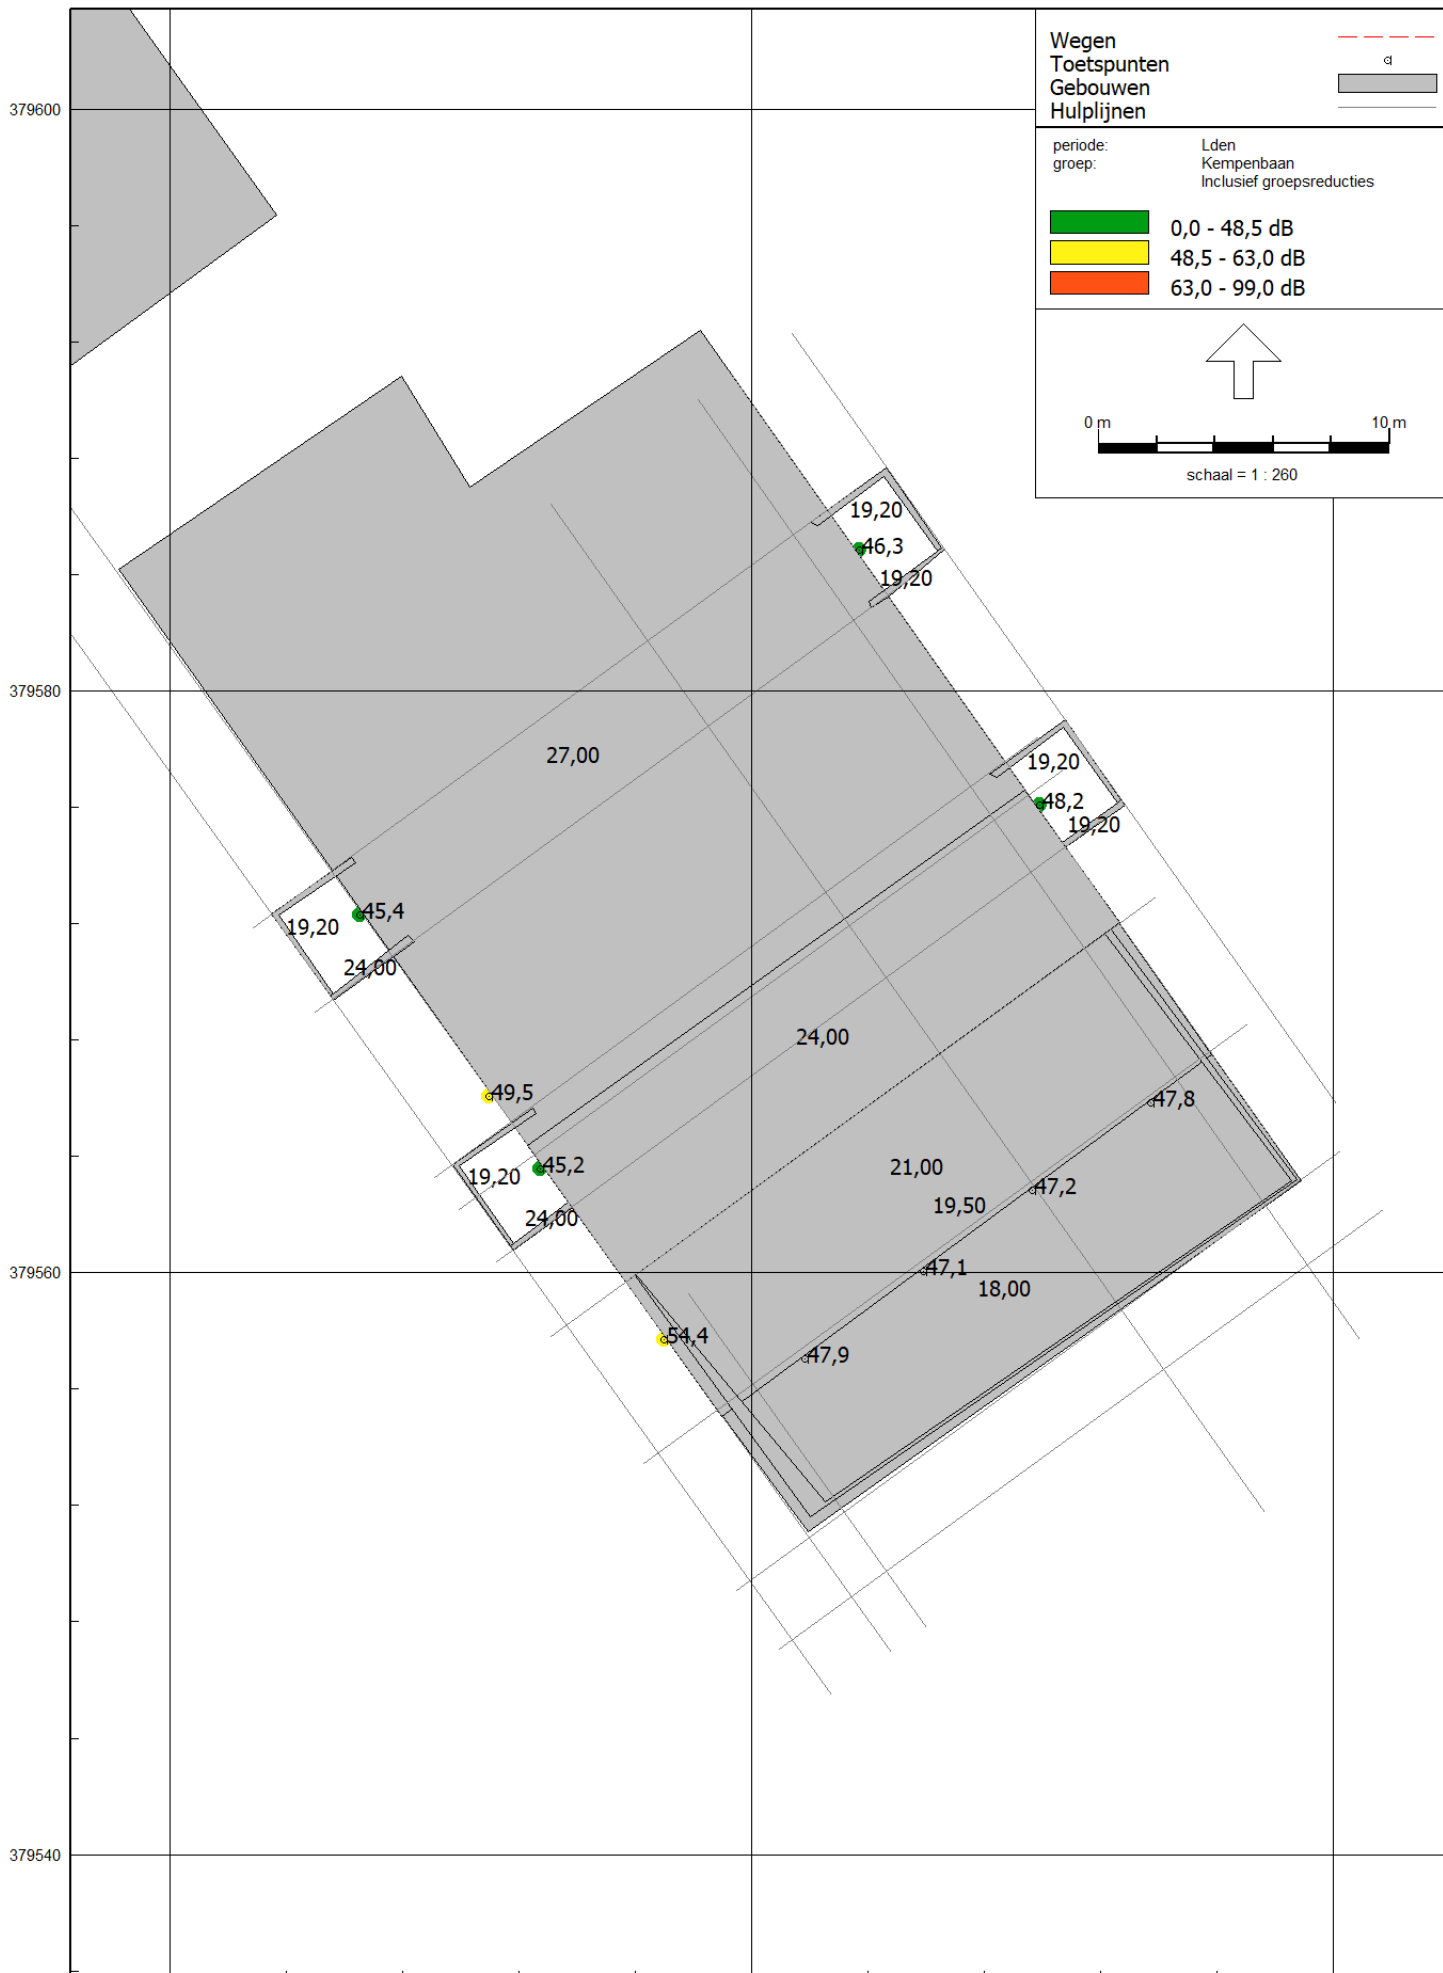 Wegen
Toetspunten
Gebouwen
Hulplijnen
periode: Lden
groep: Kempenbaan
Inclusief groepsreducties
0,0 - 48,5 dB
48,5 - 63,0 dB
63,0 - 99,0 dB
0 m 10 m
schaal = 1 : 260
379600
19,20
46,3
19,20
379580
27,00
19,20
48,2
19,20
45,4
19,20
24,00
24,00
49,5
47,8
45,2
19,20
21,00
47,2
19,50
24,00
379560
47,1
18,00
54,4
47,9
379540